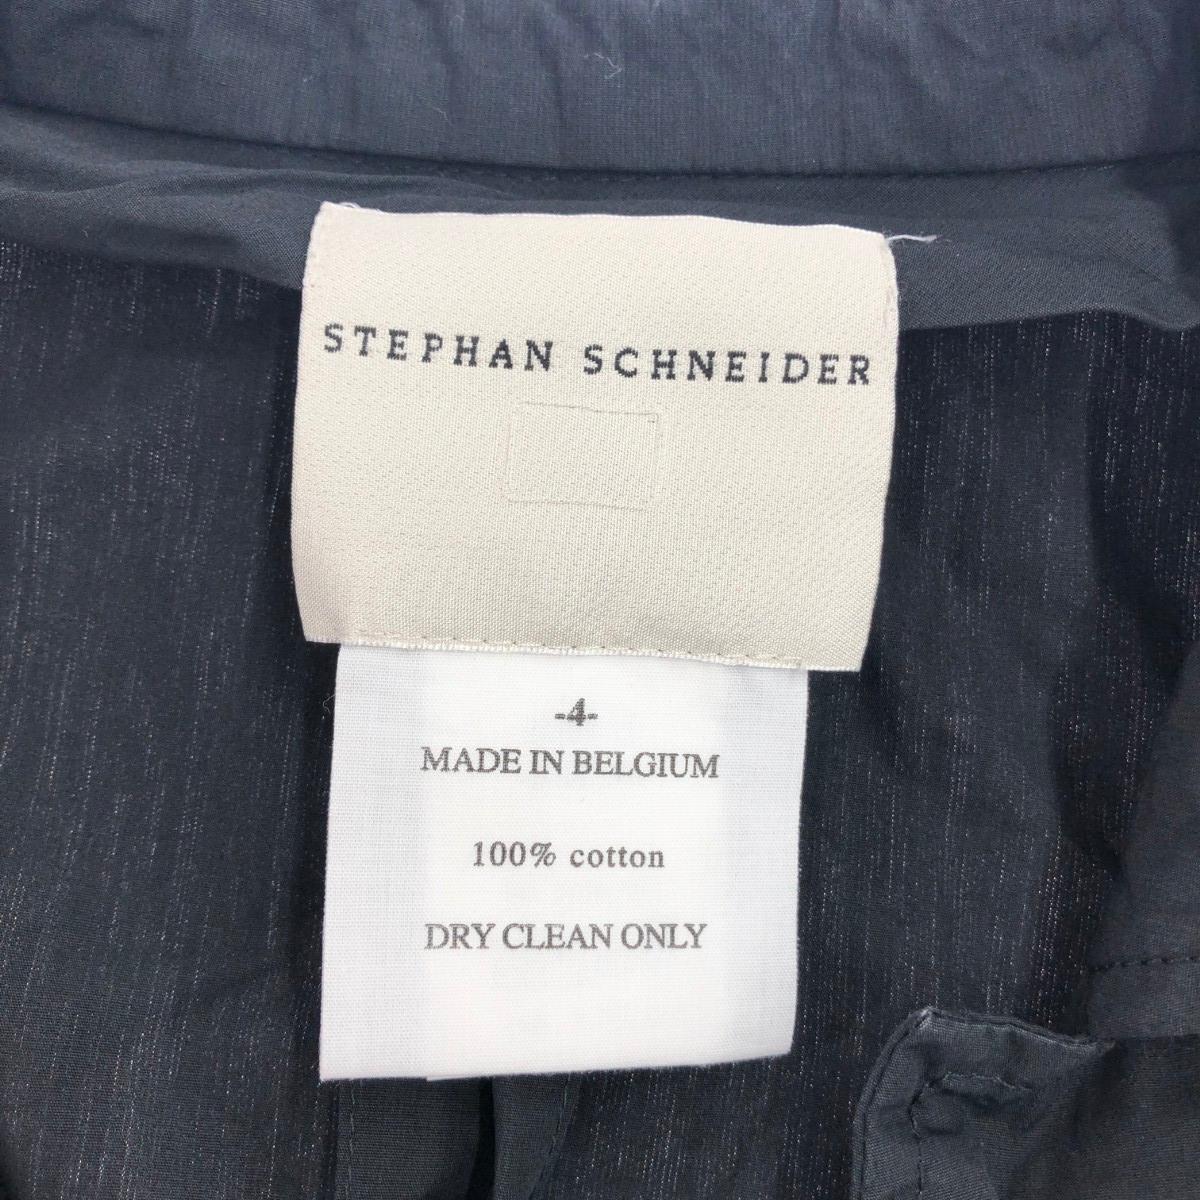 STEPHAN SCHNEIDER
-4-
MADE IN BELGIUM
100% cotton
DRY CLEAN ONLY